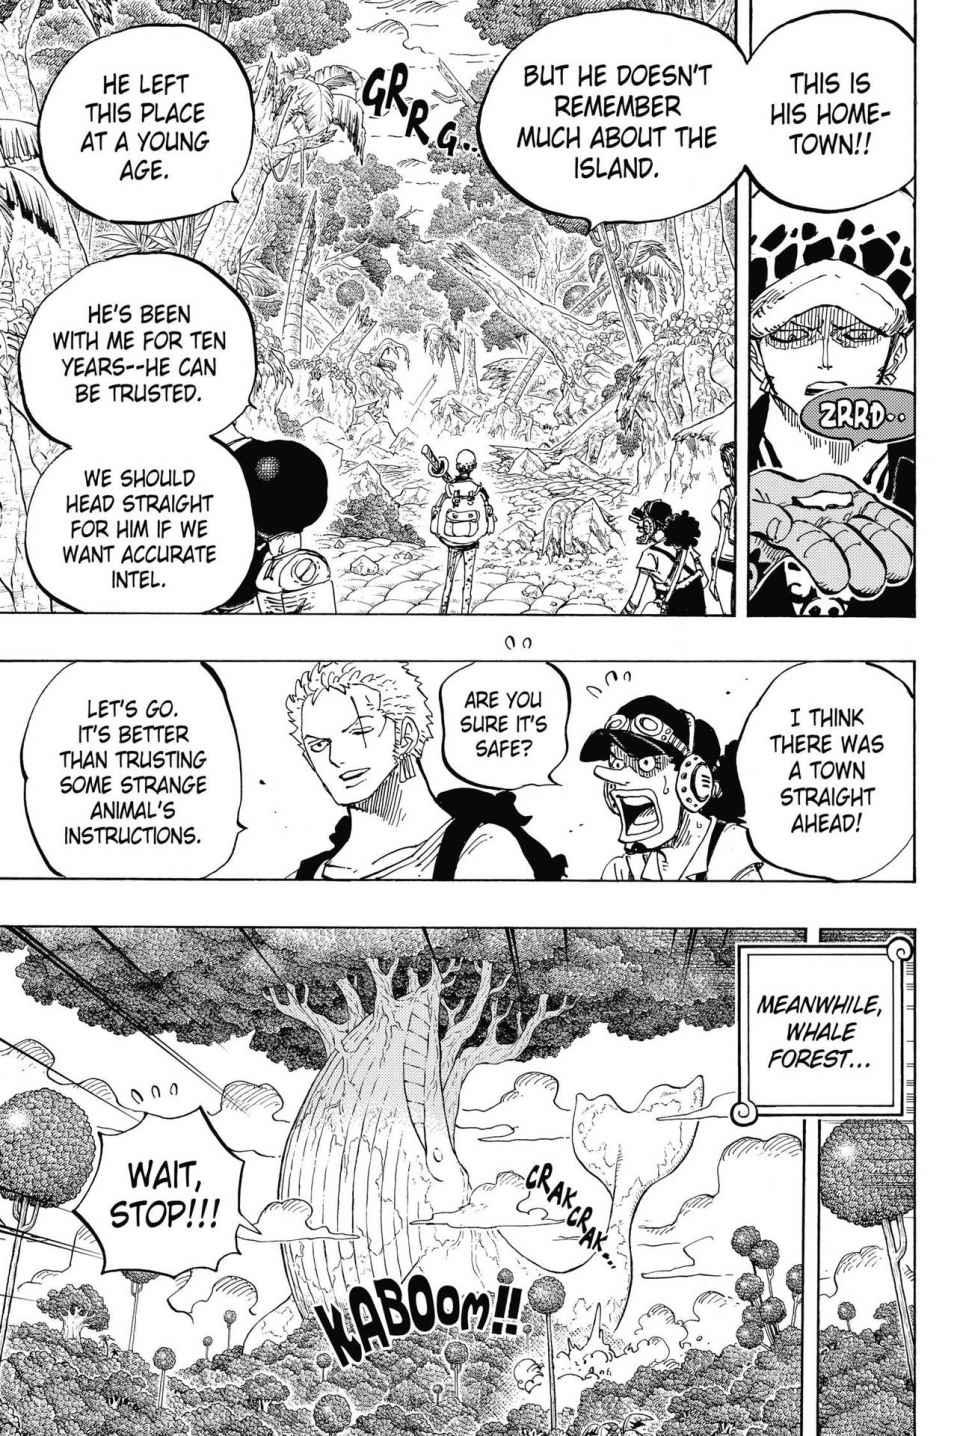 THIS IS
HIS HOME-
TOWN!!
BUT HE DOESN'T
REMEMBER
MUCH ABOUT THE
ISLAND.
ZRRD..
GRRG...
HE LEFT
THIS PLACE
AT A YOUNG
AGE.
HE'S BEEN
WITH ME FOR TEN
YEARS--HE CAN
BE TRUSTED.
WE SHOULD
HEAD STRAIGHT
FOR HIM IF WE
WANT ACCURATE
INTEL.
I THINK
THERE WAS
A TOWN
STRAIGHT
AHEAD!
ARE YOU
SURE IT'S
SAFE?
LET'S GO.
IT'S BETTER
THAN TRUSTING
SOME STRANGE
ANIMAL'S
INSTRUCTIONS.
MEANWHILE,
WHALE
FOREST...
WAIT,
STOP!!!
CRAK
CRAK...
KABOOM!!